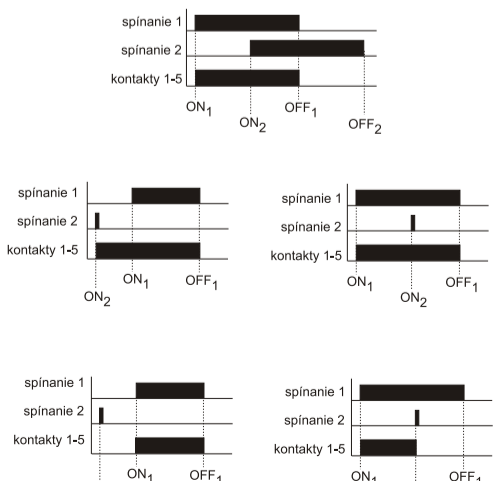 spínanie 1
spínanie 2
kontakty 1-5
ON1
OFF1
ON2
OFF2
spínanie 1
spínanie 2
kontakty 1-5
ON1
OFF1
ON2
spínanie 1
spínanie 2
kontakty 1-5
ON1
OFF1
ON2
spínanie 1
spínanie 2
kontakty 1-5
ON1
OFF1
spínanie 1
spínanie 2
kontakty 1-5
ON1
OFF1